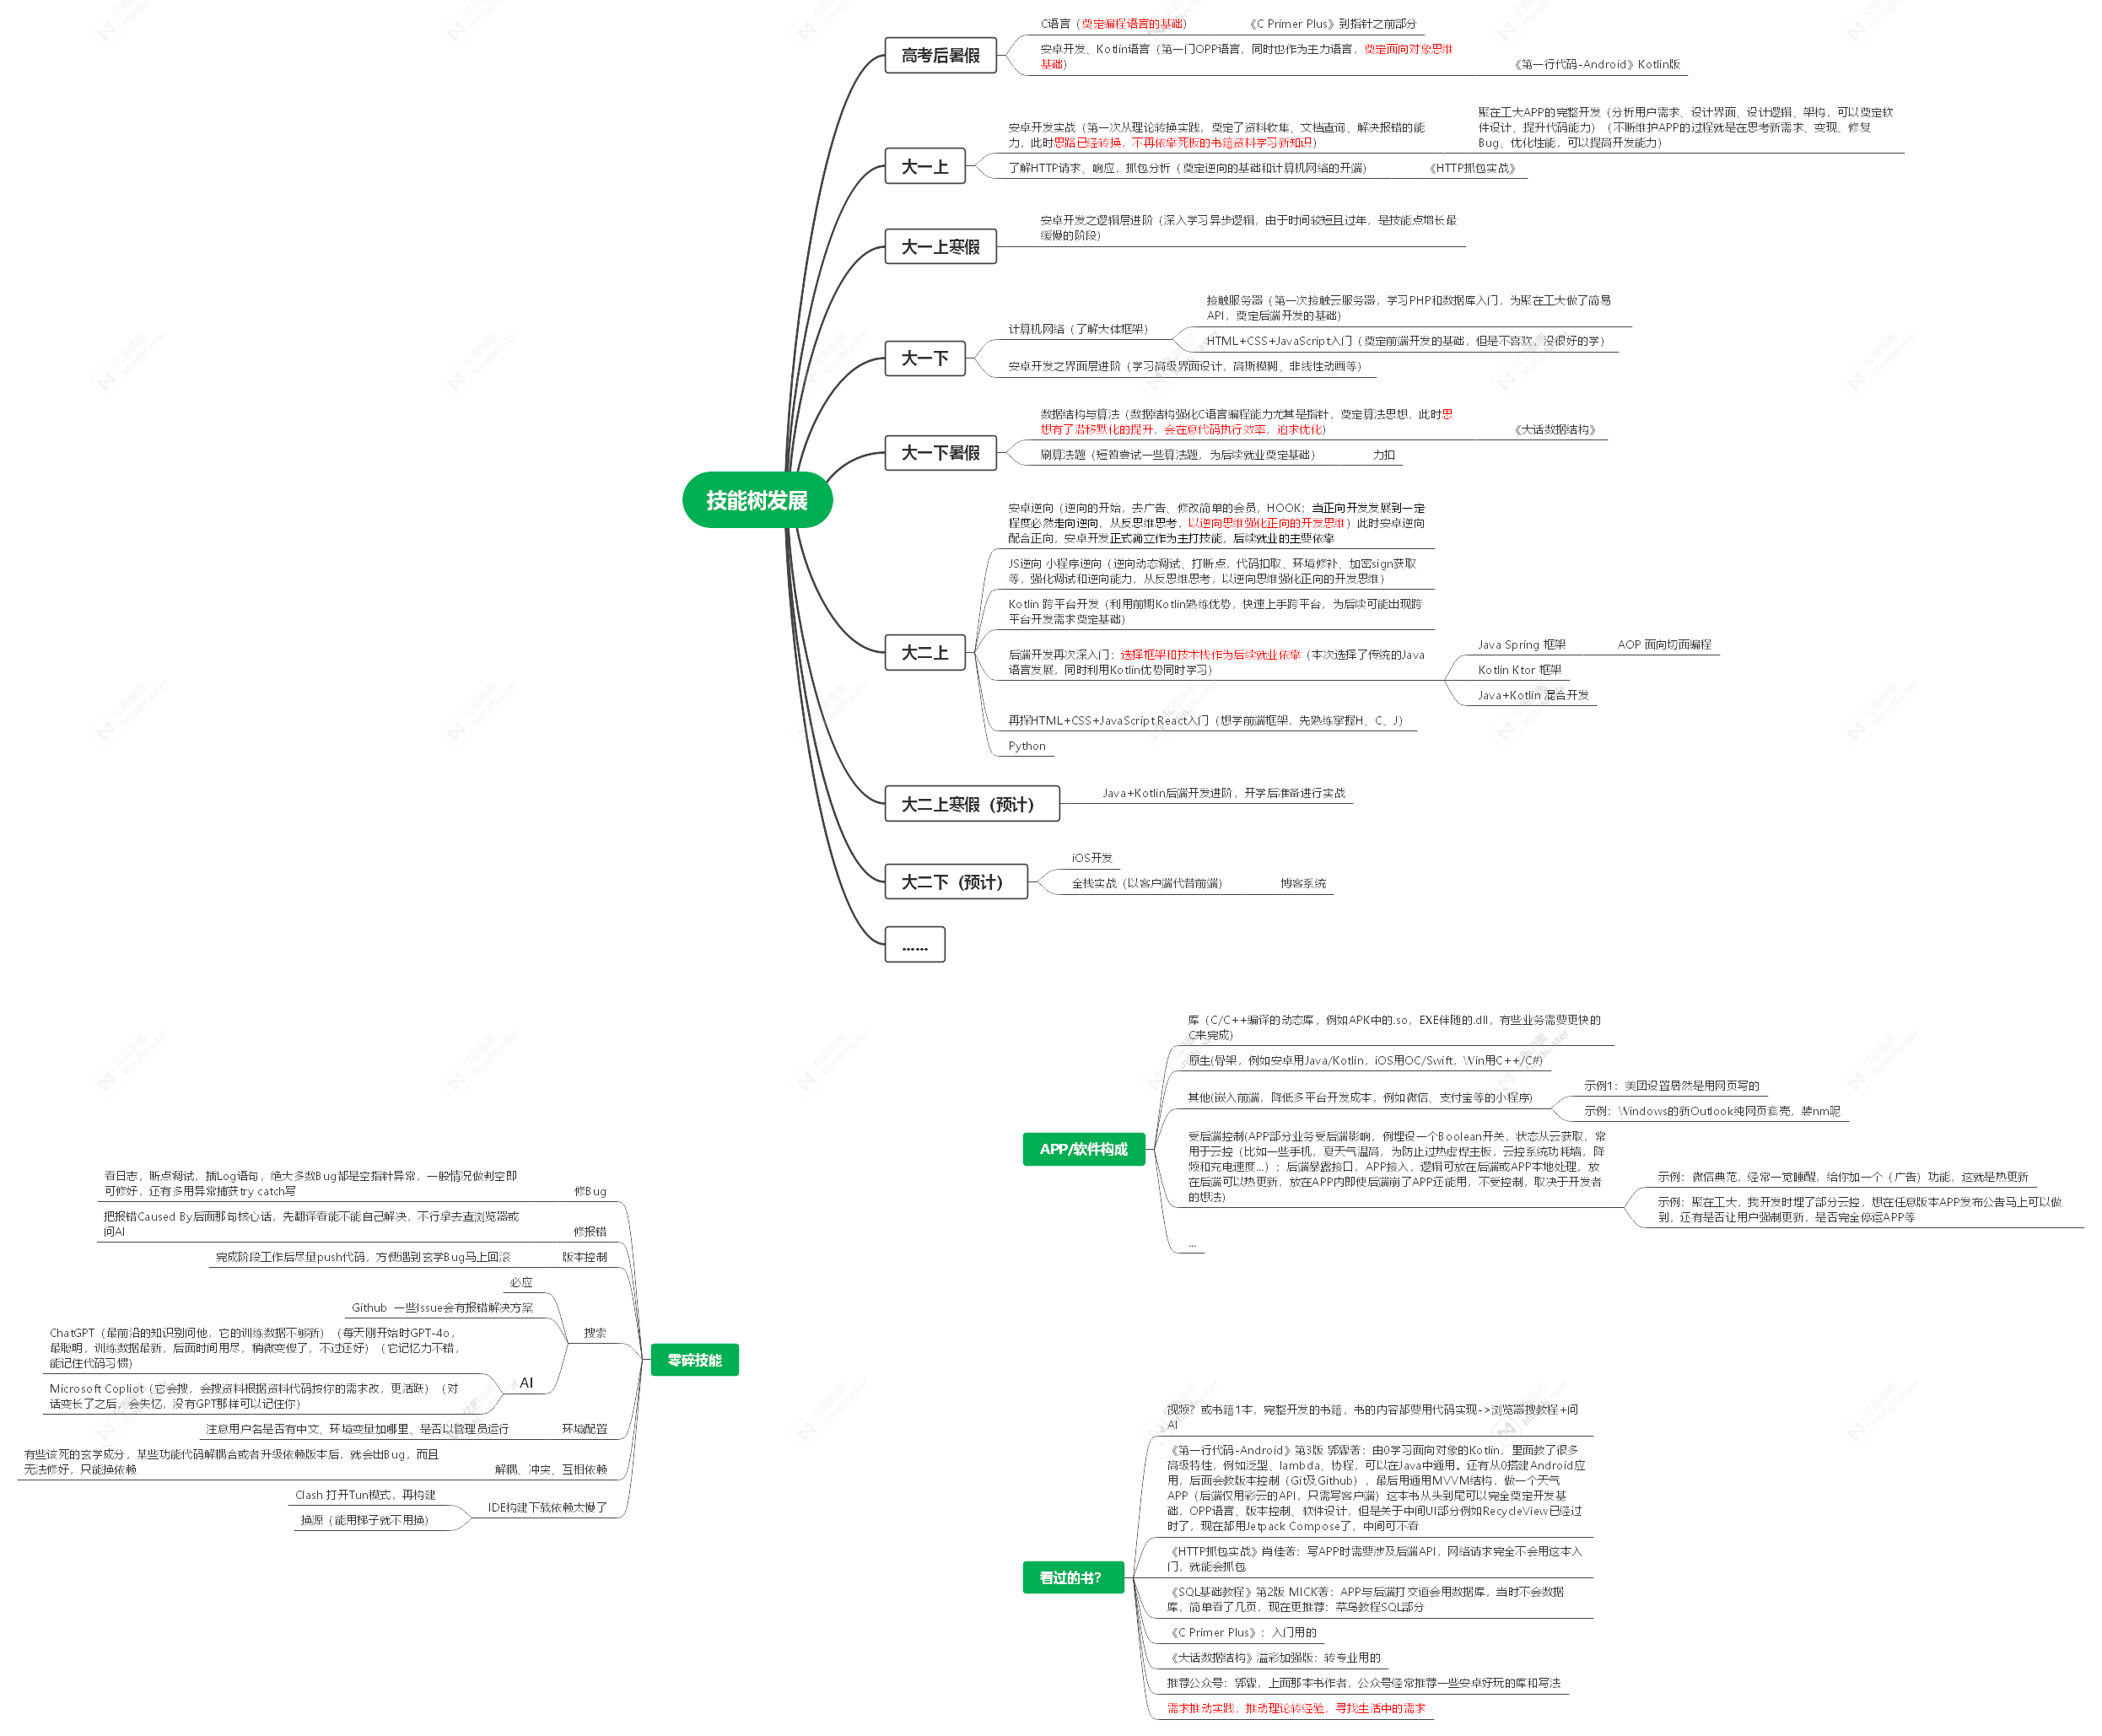 技能树发展
高考后暑假
C语言（奠定编程语言的基础）
《C Primer Plus》到指针之前部分
安卓开发、Kotlin语言（第一门OPP语言，同时也作为主力语言，奠定面向对象思维
基础）
《第一行代码-Android》Kotlin版
大一上
安卓开发实战（第一次从理论转换实践，奠定了资料收集、文档查询、解决报错的能
力，此时思路已经转换，不再依靠死板的书籍资料学习新知识）
聚在工大APP的完整开发（分析用户需求、设计界面、设计逻辑、架构，可以奠定软
件设计、提升代码能力）（不断维护APP的过程就是在思考新需求、变现、修复
Bug、优化性能，可以提高开发能力）
了解HTTP请求、响应，抓包分析（奠定逆向的基础和计算机网络的开端）
《HTTP抓包实战》
大一上寒假
安卓开发之逻辑层进阶（深入学习异步逻辑，由于时间较短且过年，是技能点增长最
缓慢的阶段）
大一下
计算机网络（了解大体框架）
接触服务器（第一次接触云服务器，学习PHP和数据库入门，为聚在工大做了简易
API，奠定后端开发的基础）
HTML+CSS+JavaScript入门（奠定前端开发的基础，但是不喜欢，没很好的学）
安卓开发之界面层进阶（学习高级界面设计，高斯模糊、非线性动画等）
大一下暑假
数据结构与算法（数据结构强化C语言编程能力尤其是指针，奠定算法思想，此时思
想有了潜移默化的提升，会在意代码执行效率，追求优化）
《大话数据结构》
刷算法题（短暂尝试一些算法题，为后续就业奠定基础）
力扣
大二上
安卓逆向（逆向的开始，去广告、修改简单的会员，HOOK；当正向开发发展到一定
程度必然走向逆向，从反思维思考，以逆向思维强化正向的开发思维）此时安卓逆向
配合正向，安卓开发正式确立作为主打技能，后续就业的主要依靠
JS逆向 小程序逆向（逆向动态调试、打断点，代码扣取、环境修补、加密sign获取
等，强化调试和逆向能力，从反思维思考，以逆向思维强化正向的开发思维）
Kotlin 跨平台开发（利用前期Kotlin熟练优势，快速上手跨平台，为后续可能出现跨
平台开发需求奠定基础）
后端开发再次深入门：选择框架和技术栈作为后续就业依靠（本次选择了传统的Java
语言发展，同时利用Kotlin优势同时学习）
Java Spring 框架
AOP 面向切面编程
Kotlin Ktor 框架
Java+Kotlin 混合开发
再探HTML+CSS+JavaScript React入门（想学前端框架，先熟练掌握H、C、J）
Python
大二上寒假（预计）
Java+Kotlin后端开发进阶，开学后准备进行实战
大二下（预计）
iOS开发
全栈实战（以客户端代替前端）
博客系统
……
APP/软件构成
库（C/C++编译的动态库，例如APK中的.so，EXE伴随的.dll，有些业务需要更快的
C来完成)
原生(骨架，例如安卓用Java/Kotlin，iOS用OC/Swift，Win用C++/C#)
其他(嵌入前端，降低多平台开发成本，例如微信、支付宝等的小程序)
示例1：美团设置居然是用网页写的
示例：Windows的新Outlook纯网页套壳，装nm呢
受后端控制(APP部分业务受后端影响，例埋设一个Boolean开关，状态从云获取，常
用于云控（比如一些手机，夏天气温高，为防止过热虚焊主板，云控系统功耗墙，降
频和充电速度...）；后端暴露接口，APP接入，逻辑可放在后端或APP本地处理，放
在后端可以热更新，放在APP内即使后端崩了APP还能用，不受控制，取决于开发者
的想法)
示例：微信典范，经常一觉睡醒，给你加一个（广告）功能，这就是热更新
示例：聚在工大，我开发时埋了部分云控，想在任意版本APP发布公告马上可以做
到，还有是否让用户强制更新，是否完全停运APP等
...
零碎技能
修Bug
看日志，断点调试，插Log语句，绝大多数Bug都是空指针异常，一般情况做判空即
可修好，还有多用异常捕获try catch写
修报错
把报错Caused By后面那句核心话，先翻译看能不能自己解决，不行拿去查浏览器或
问AI
版本控制
完成阶段工作后尽量push代码，方便遇到玄学Bug马上回滚
搜索
必应
Github 一些Issue会有报错解决方案
AI
ChatGPT（最前沿的知识别问他，它的训练数据不够新）（每天刚开始时GPT-4o，
最聪明，训练数据最新，后面时间用尽，稍微变傻了，不过还好）（它记忆力不错，
能记住代码习惯）
Microsoft Copliot（它会搜，会搜资料根据资料代码按你的需求改，更活跃）（对
话变长了之后，会失忆，没有GPT那样可以记住你）
环境配置
注意用户名是否有中文、环境变量加哪里、是否以管理员运行
解耦、冲突、互相依赖
有些该死的玄学成分，某些功能代码解耦合或者升级依赖版本后，就会出Bug，而且
无法修好，只能换依赖
IDE构建下载依赖太慢了
Clash 打开Tun模式，再构建
换源（能用梯子就不用换）
看过的书？
视频？或书籍1本，完整开发的书籍，书的内容都要用代码实现->浏览器搜教程+问
AI
《第一行代码-Android》第3版 郭霖著：由0学习面向对象的Kotlin，里面教了很多
高级特性，例如泛型、lambda、协程，可以在Java中通用。还有从0搭建Android应
用，后面会教版本控制（Git及Github），最后用通用MVVM结构，做一个天气
APP（后端仅用彩云的API，只需写客户端）这本书从头到尾可以完全奠定开发基
础，OPP语言、版本控制、软件设计，但是关于中间UI部分例如RecycleView已经过
时了，现在都用Jetpack Compose了，中间可不看
《HTTP抓包实战》肖佳著：写APP时需要涉及后端API，网络请求完全不会用这本入
门，就能会抓包
《SQL基础教程》第2版 MICK著：APP与后端打交道会用数据库，当时不会数据
库，简单看了几页，现在更推荐：菜鸟教程SQL部分
《C Primer Plus》：入门用的
《大话数据结构》溢彩加强版：转专业用的
推荐公众号：郭霖，上面那本书作者，公众号经常推荐一些安卓好玩的库和写法
需求推动实践，推动理论转经验，寻找生活中的需求